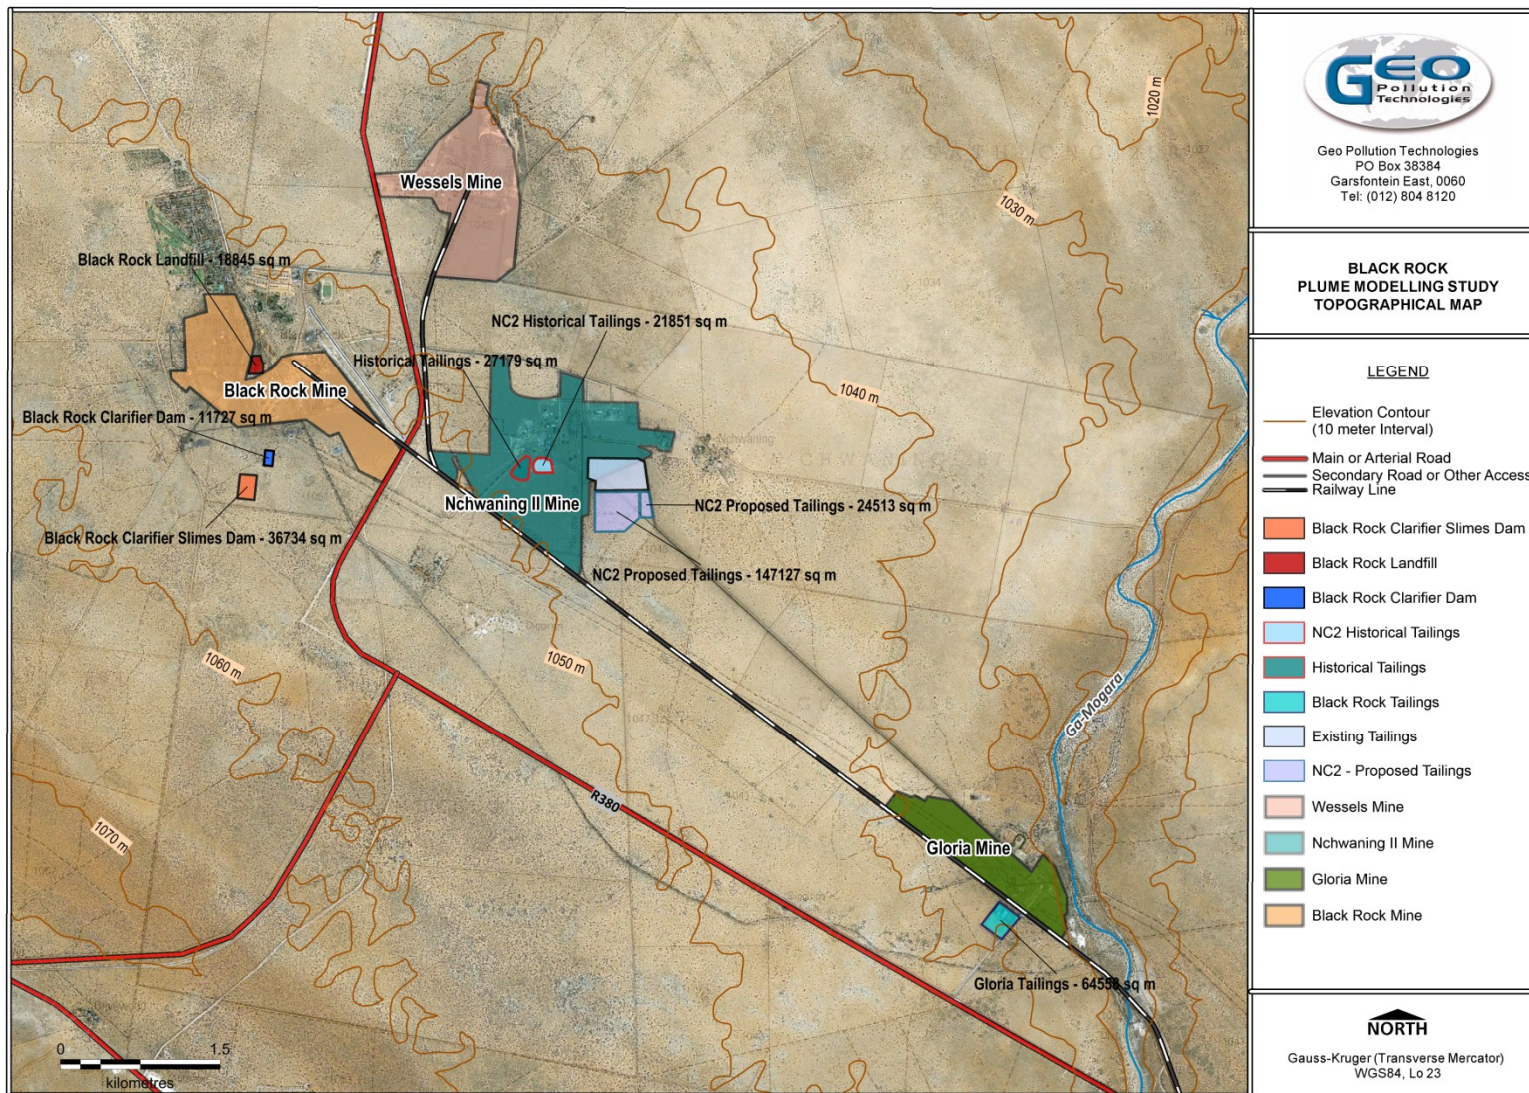 1020 m
1030 m
Wessels Mine
Black Rock Landfill - 18845 sq m
NC2 Historical Tailings - 21851 sq m
Historical Tailings - 27179 sq m
Black Rock Mine
1040 m
Black Rock Clarifier Dam - 11727 sq m
Nchwaning
Nchwaning II Mine
NC2 Proposed Tailings - 24513 sq m
Black Rock Clarifier Slimes Dam - 36734 sq m
NC2 Proposed Tailings - 147127 sq m
1060 m
1050 m
Ga-Mogara
R380
1070 m
Gloria Mine
Gloria Tailings - 64558 sq m
0 1.5
kilometres
GEO
Pollution
Technologies
Geo Pollution Technologies
PO Box 38384
Garsfontein East, 0060
Tel: (012) 804 8120
BLACK ROCK
PLUME MODELLING STUDY
TOPOGRAPHICAL MAP
LEGEND
Elevation Contour
(10 meter Interval)
Main or Arterial Road
Secondary Road or Other Access
Railway Line
Black Rock Clarifier Slimes Dam
Black Rock Landfill
Black Rock Clarifier Dam
NC2 Historical Tailings
Historical Tailings
Black Rock Tailings
Existing Tailings
NC2 - Proposed Tailings
Wessels Mine
Nchwaning II Mine
Gloria Mine
Black Rock Mine
NORTH
Gauss-Kruger (Transverse Mercator)
WGS84, Lo 23